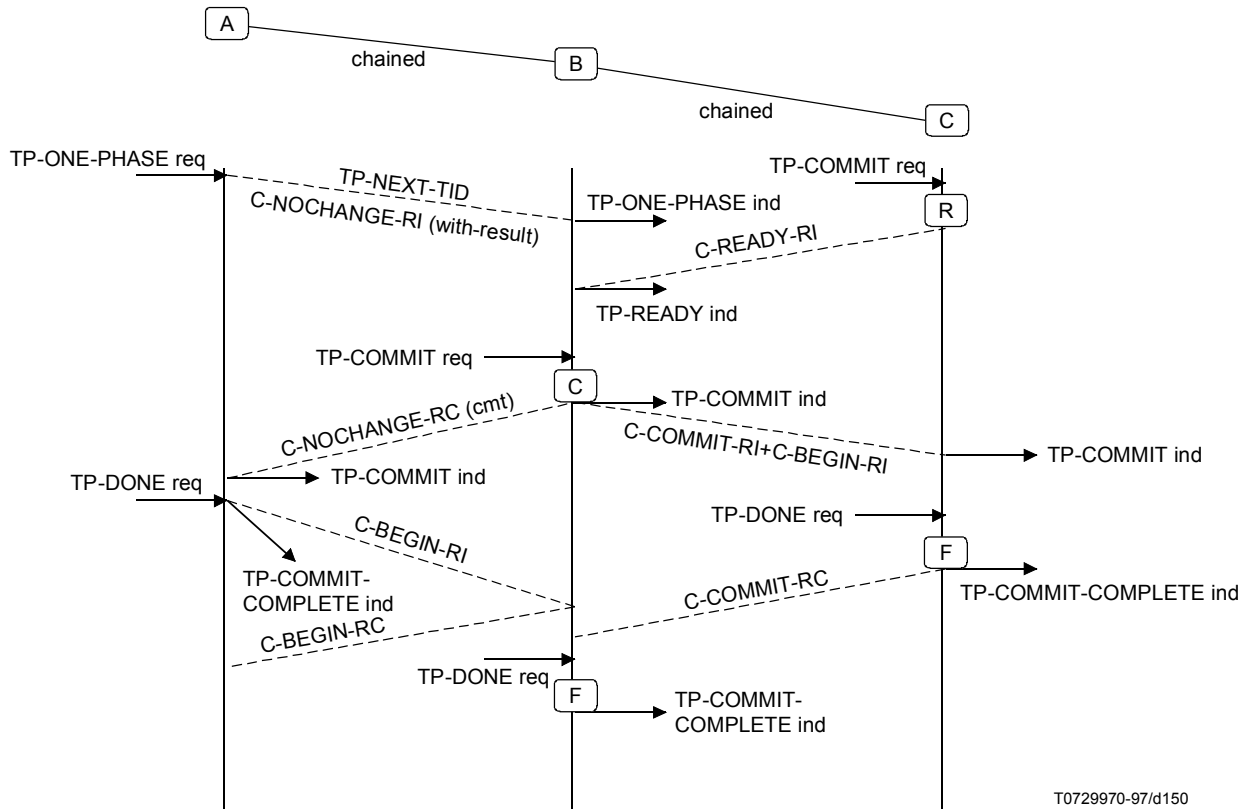 A
chained
B
chained
C
TP-ONE-PHASE req
TP-COMMIT req
TP-NEXT-TID
C-NOCHANGE-RI (with-result)
TP-ONE-PHASE ind
R
C-READY-RI
TP-READY ind
TP-COMMIT req
C
TP-COMMIT ind
C-NOCHANGE-RC (cmt)
C-COMMIT-RI+C-BEGIN-RI
TP-COMMIT ind
TP-COMMIT ind
TP-DONE req
TP-DONE req
C-BEGIN-RI
F
TP-COMMIT-
COMPLETE ind
C-COMMIT-RC
TP-COMMIT-COMPLETE ind
C-BEGIN-RC
TP-DONE req
F
TP-COMMIT-
COMPLETE ind
T0729970-97/d150